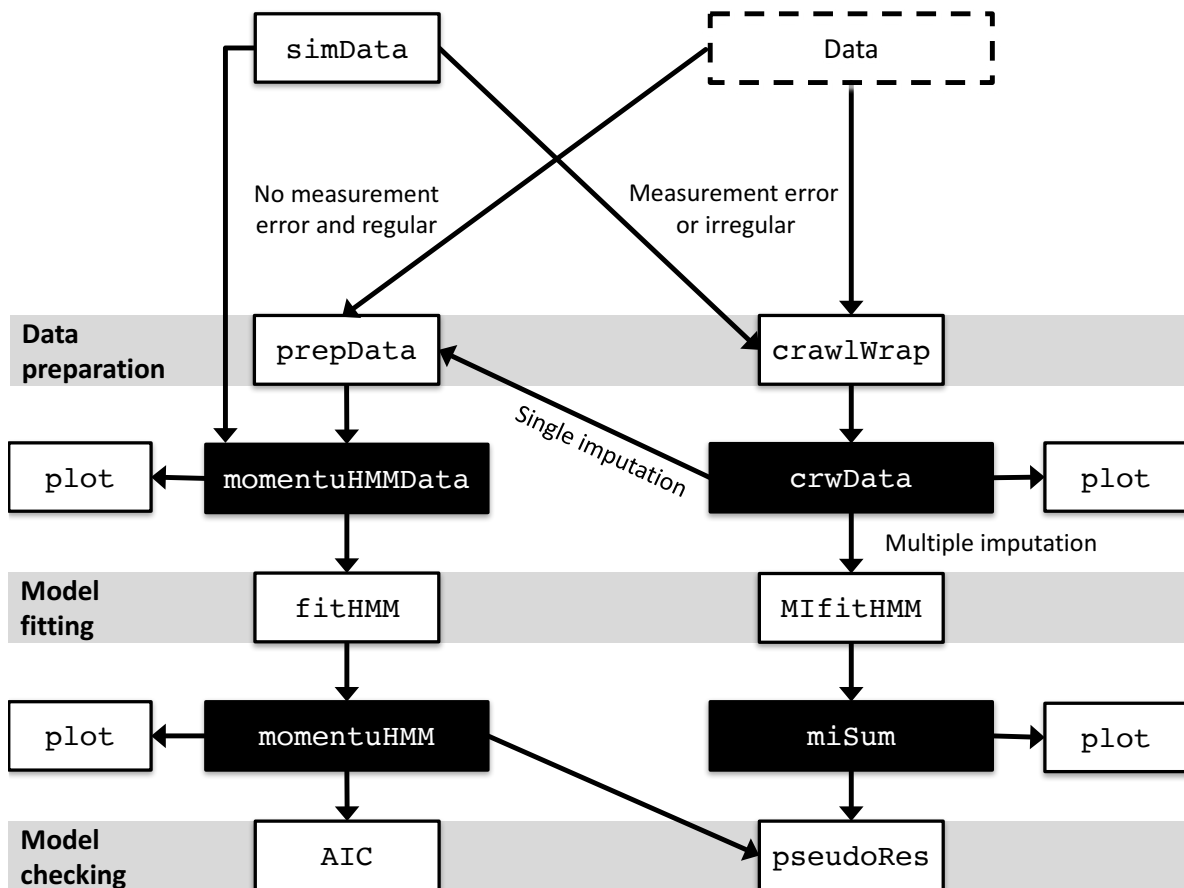 simData
Data
No measurement
error and regular
Measurement error
or irregular
Data
preparation
prepData
crawlWrap
Single imputation
plot
momentuHMMData
crwData
plot
Multiple imputation
Model
fitting
fitHMM
MIfitHMM
plot
momentuHMM
miSum
plot
Model
checking
AIC
pseudoRes